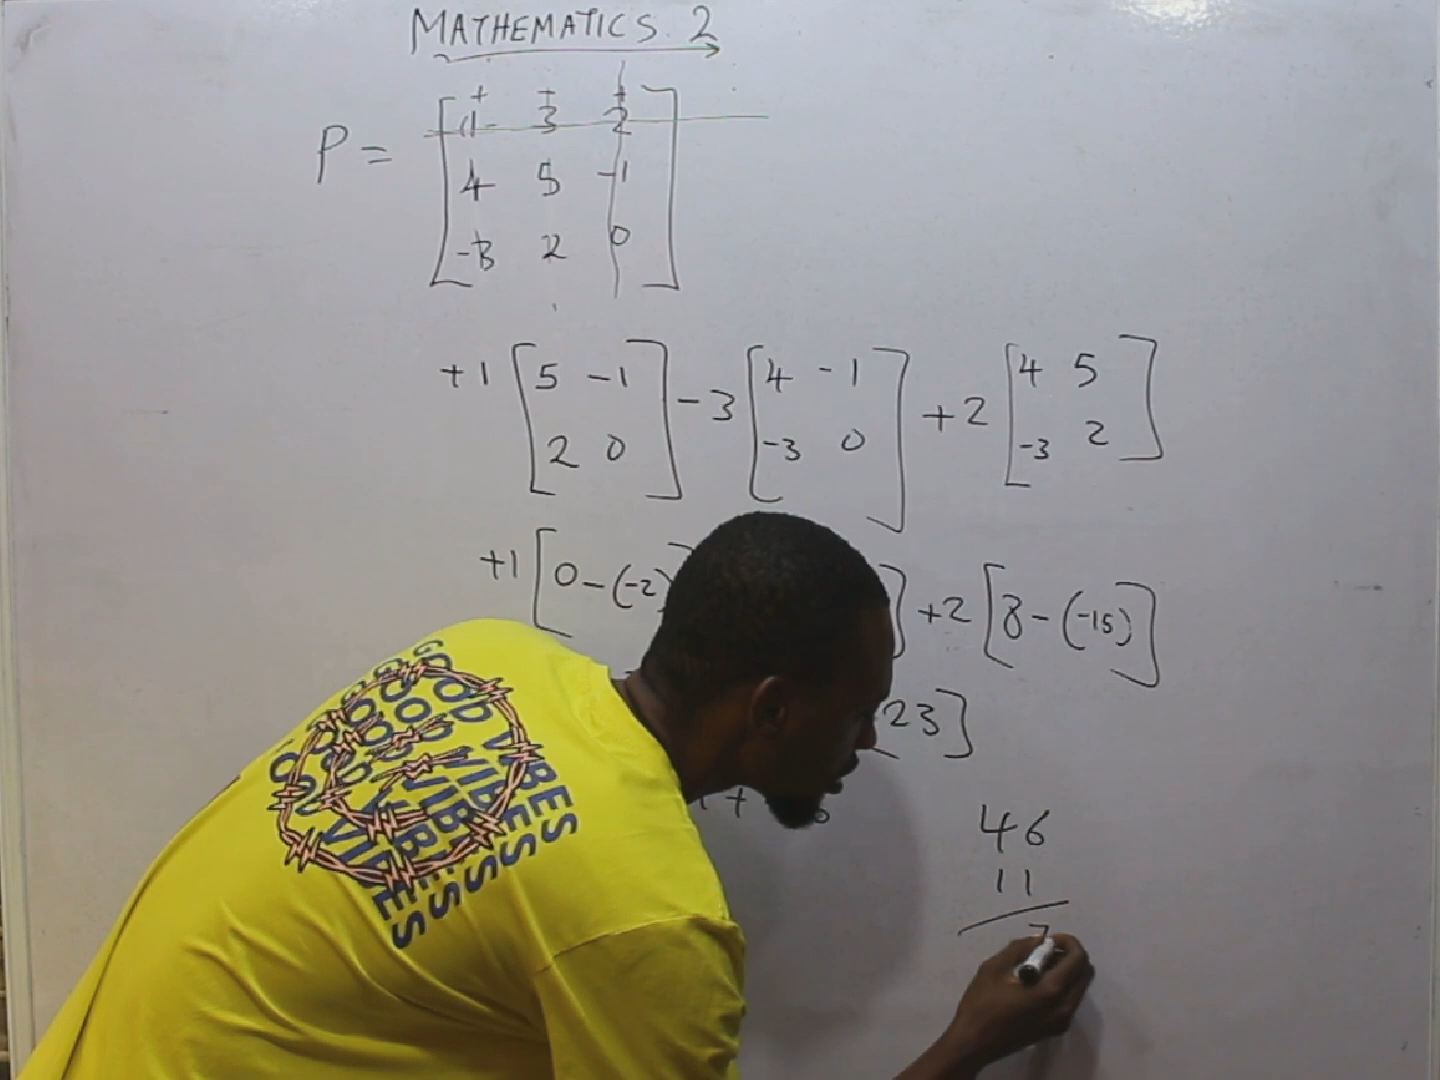 MATHEMATICS 2
+ + +
1 3 2
P =
4 5 -1
-3 2 0
+1 [5 -1] -3 [4 -1] +2 [4 5]
[2 0] [-3 0] [-3 2]
+1 [0-(-2) ] +2 [8-(-15)]
[23]
+
46
11
7
GOOD VIBES
GOOD VIBES
GOOD VIBES
GOOD VIBES